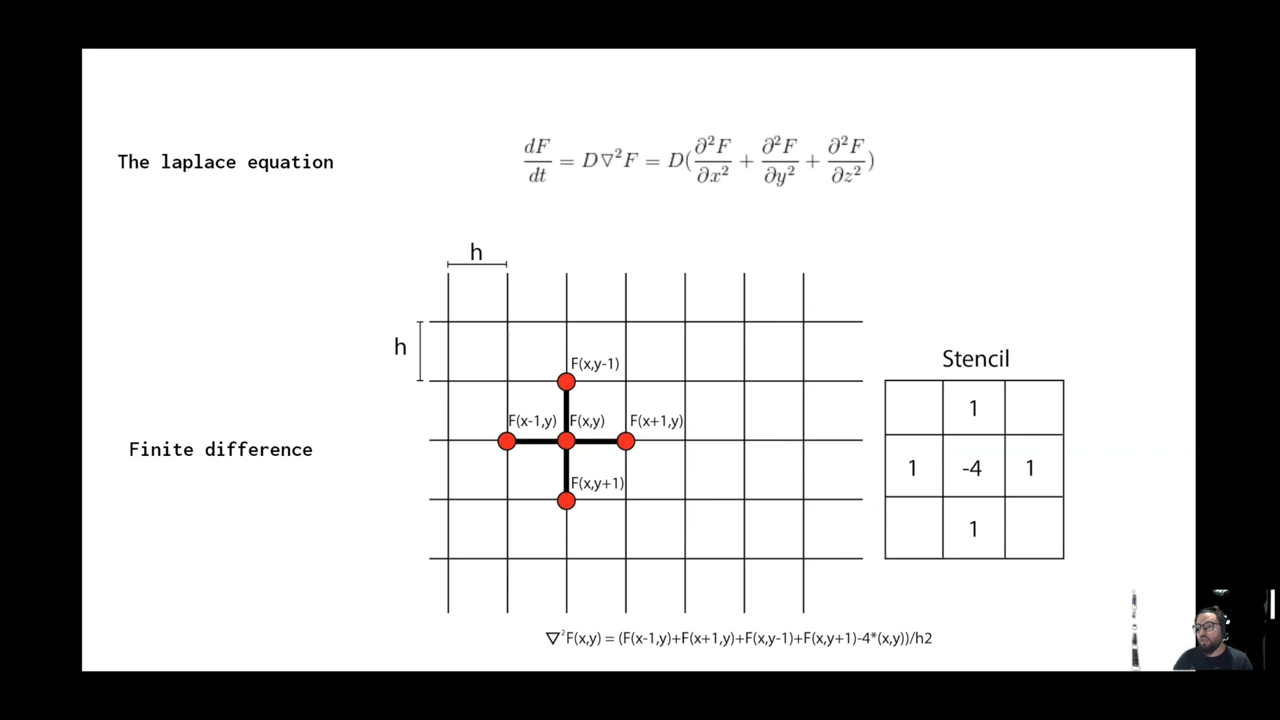 The laplace equation
dF/dt = D∇²F = D(∂²F/∂x² + ∂²F/∂y² + ∂²F/∂z²)
h
h
F(x,y-1)
F(x-1,y) F(x,y) F(x+1,y)
F(x,y+1)
Finite difference
Stencil
1
1 -4 1
1
∇²F(x,y) = (F(x-1,y)+F(x+1,y)+F(x,y-1)+F(x,y+1)-4*(x,y))/h2